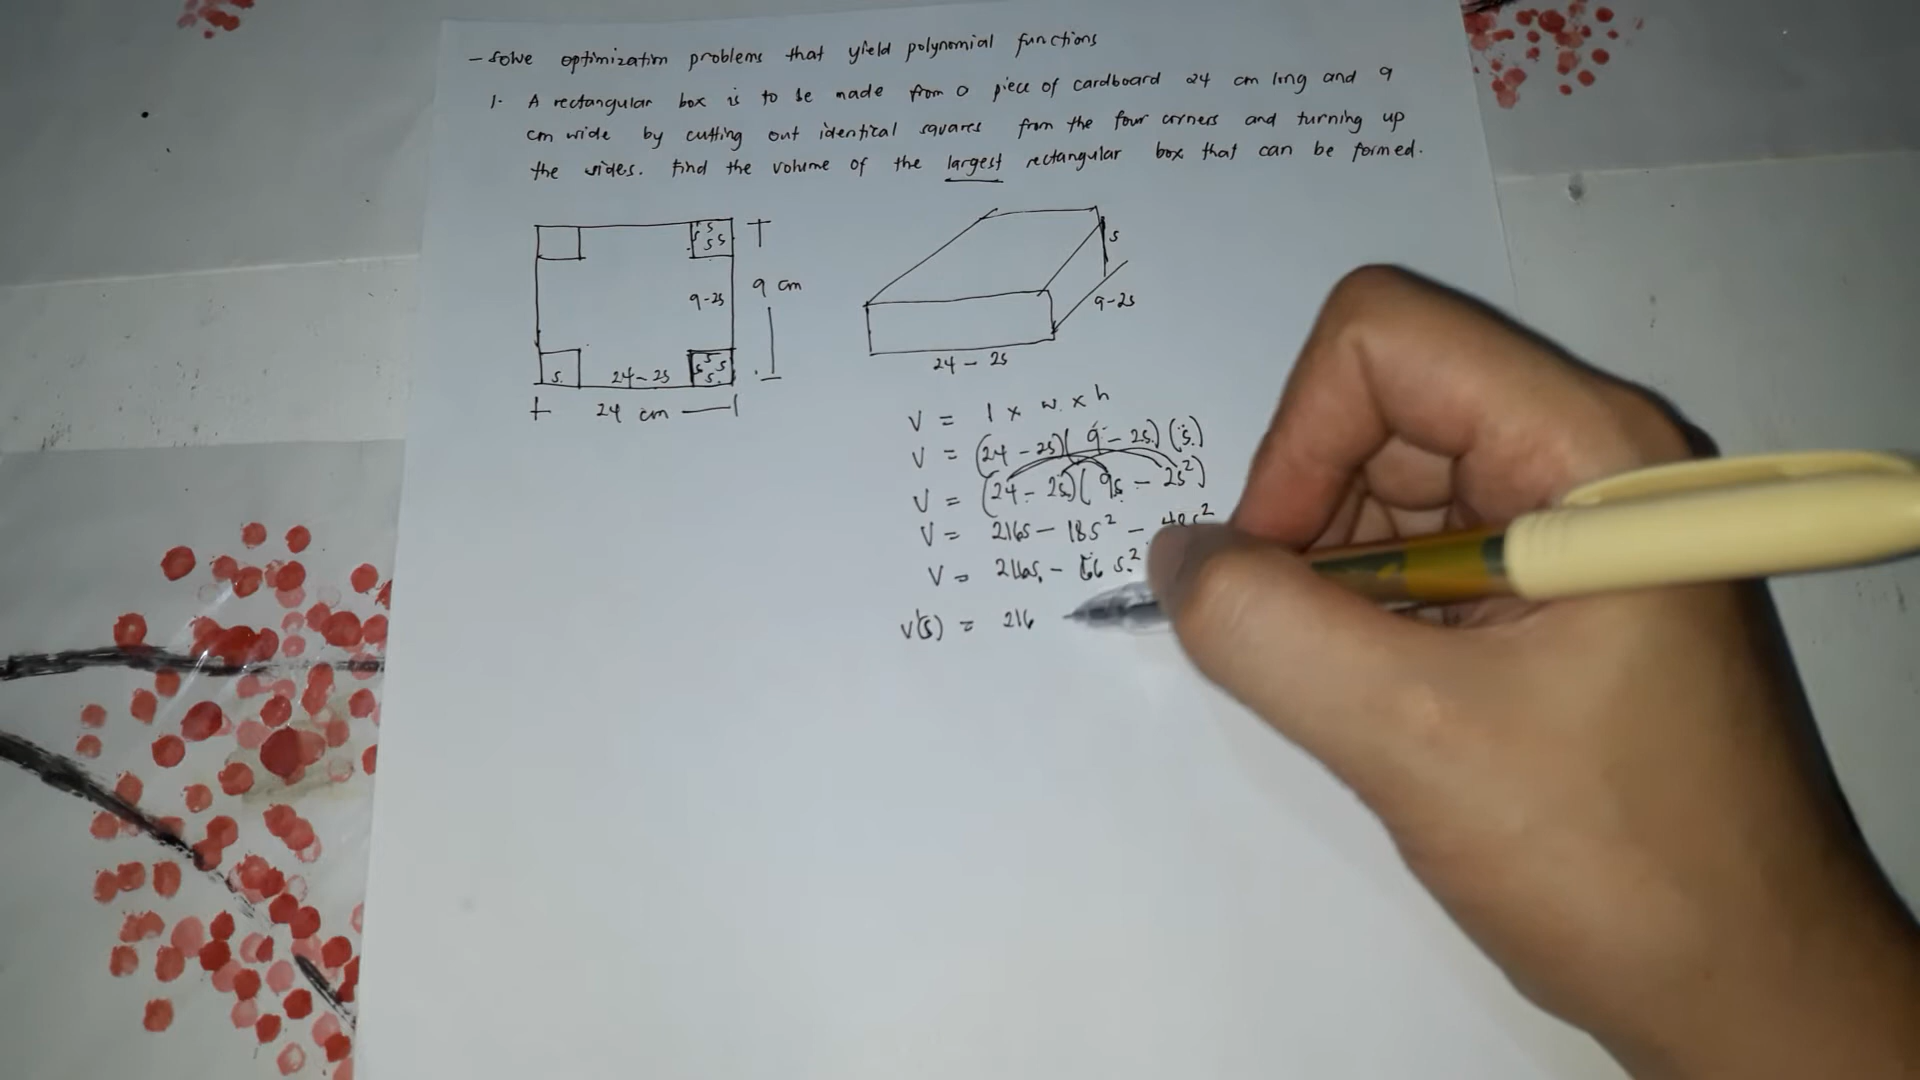 - Solve optimization problems that yield polynomial functions
1. A rectangular box is to be made from a piece of cardboard 24 cm long and 9
cm wide by cutting out identical squares from the four corners and turning up
the sides. Find the volume of the largest rectangular box that can be formed.
s
s s
s
9-2s
9 cm
s
24-2s
s
s s
s
24 cm
s
9-2s
24 - 2s
V = l x w x h
V = (24 - 2s)(9 - 2s)(s)
V = (24 - 2s)(9s - 2s²)
V = 216s - 18s² - 48s²
V = 216s - 66s²
V'(s) = 216